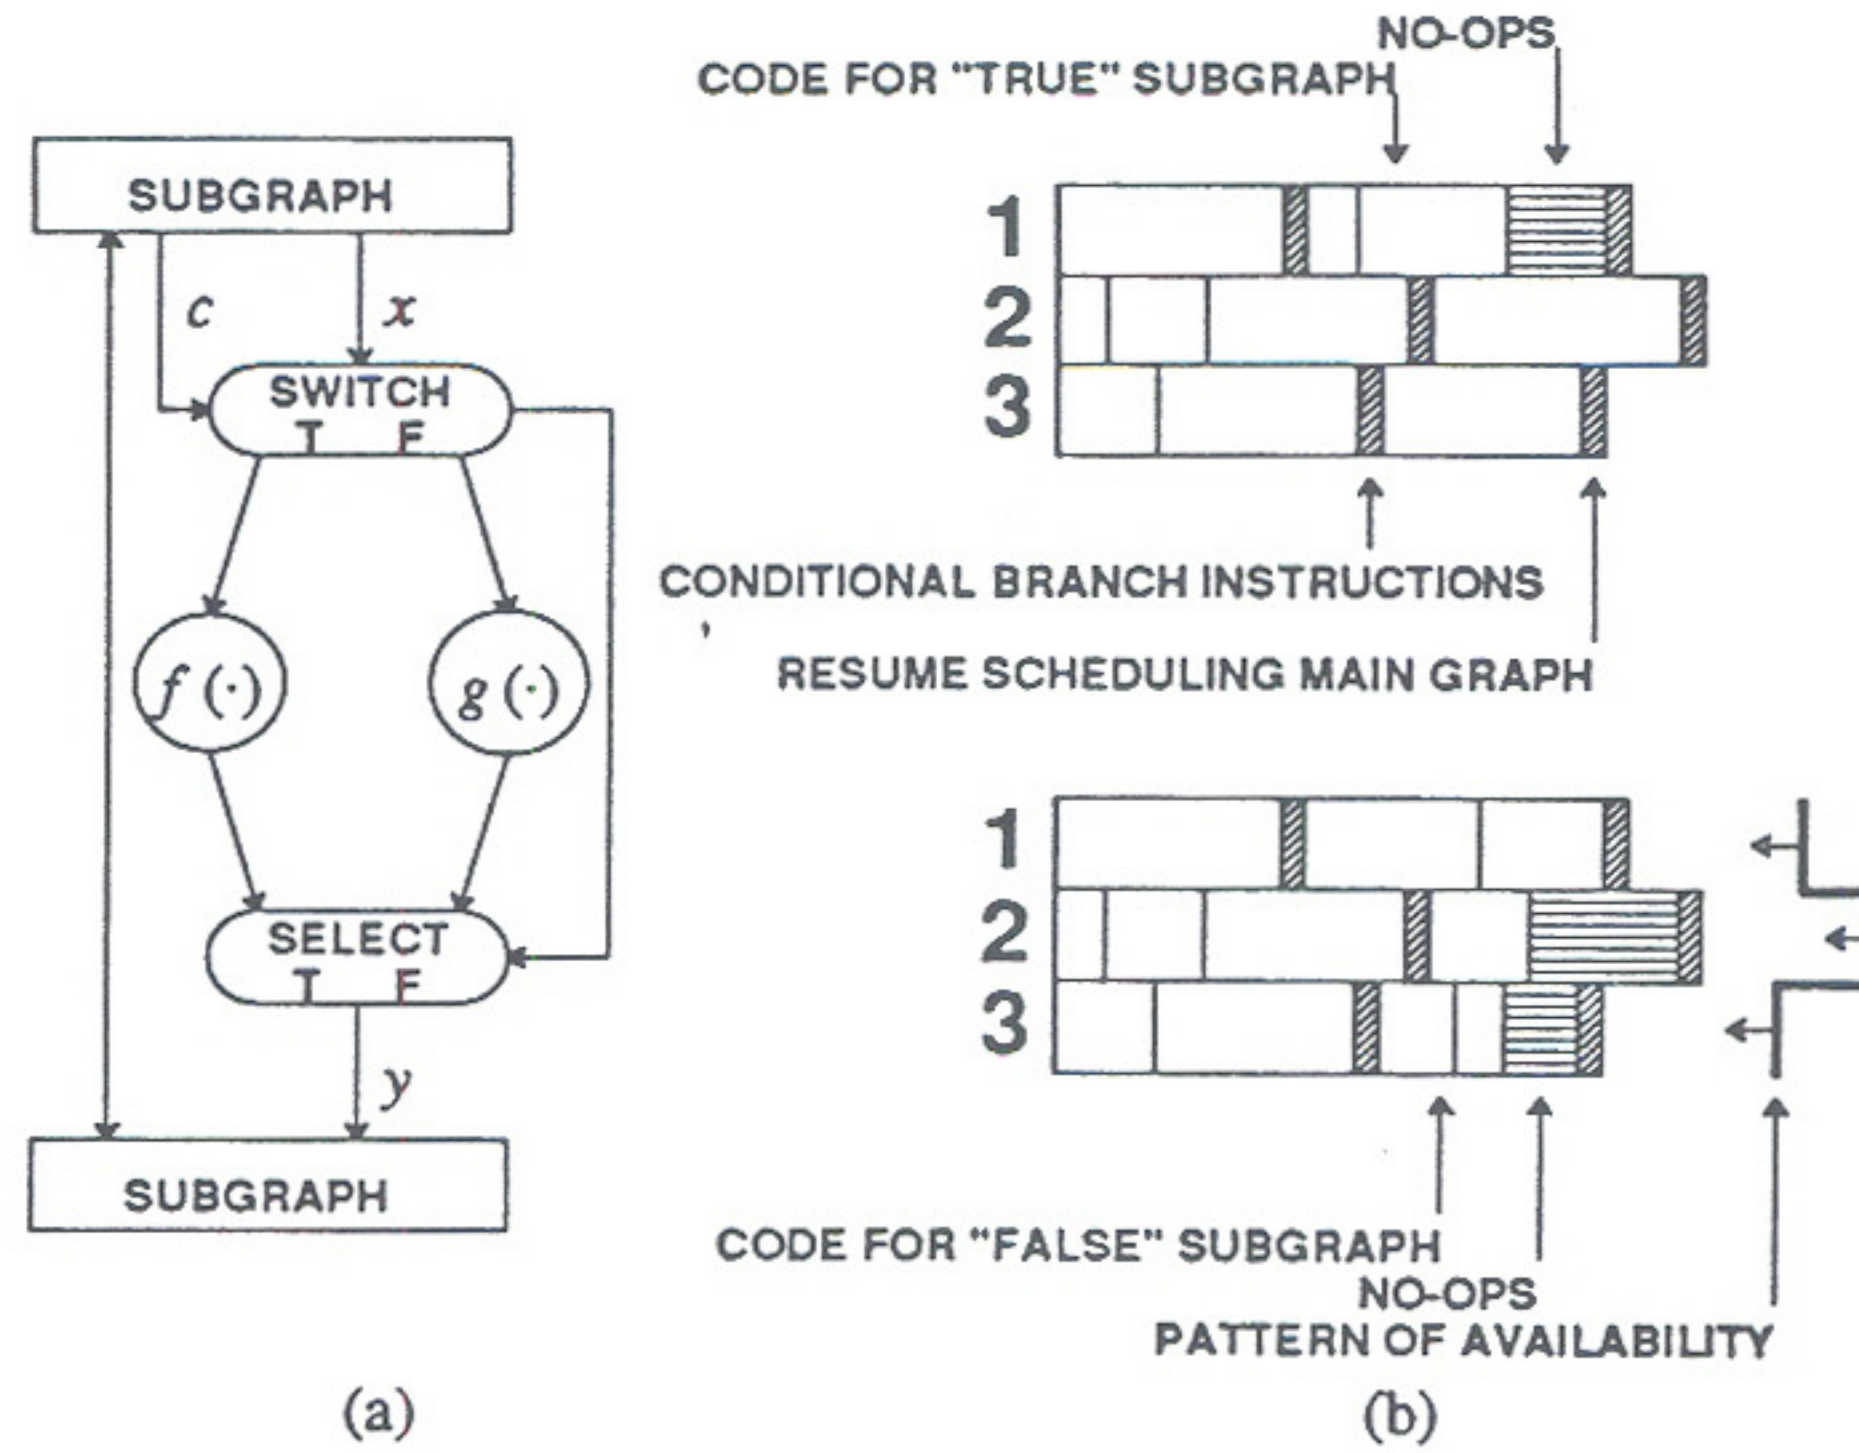 SUBGRAPH
c
x
SWITCH
T F
f (·)
g (·)
SELECT
T F
y
SUBGRAPH
(a)
NO-OPS
CODE FOR "TRUE" SUBGRAPH
1
2
3
CONDITIONAL BRANCH INSTRUCTIONS
RESUME SCHEDULING MAIN GRAPH
1
2
3
CODE FOR "FALSE" SUBGRAPH
NO-OPS
PATTERN OF AVAILABILITY
(b)